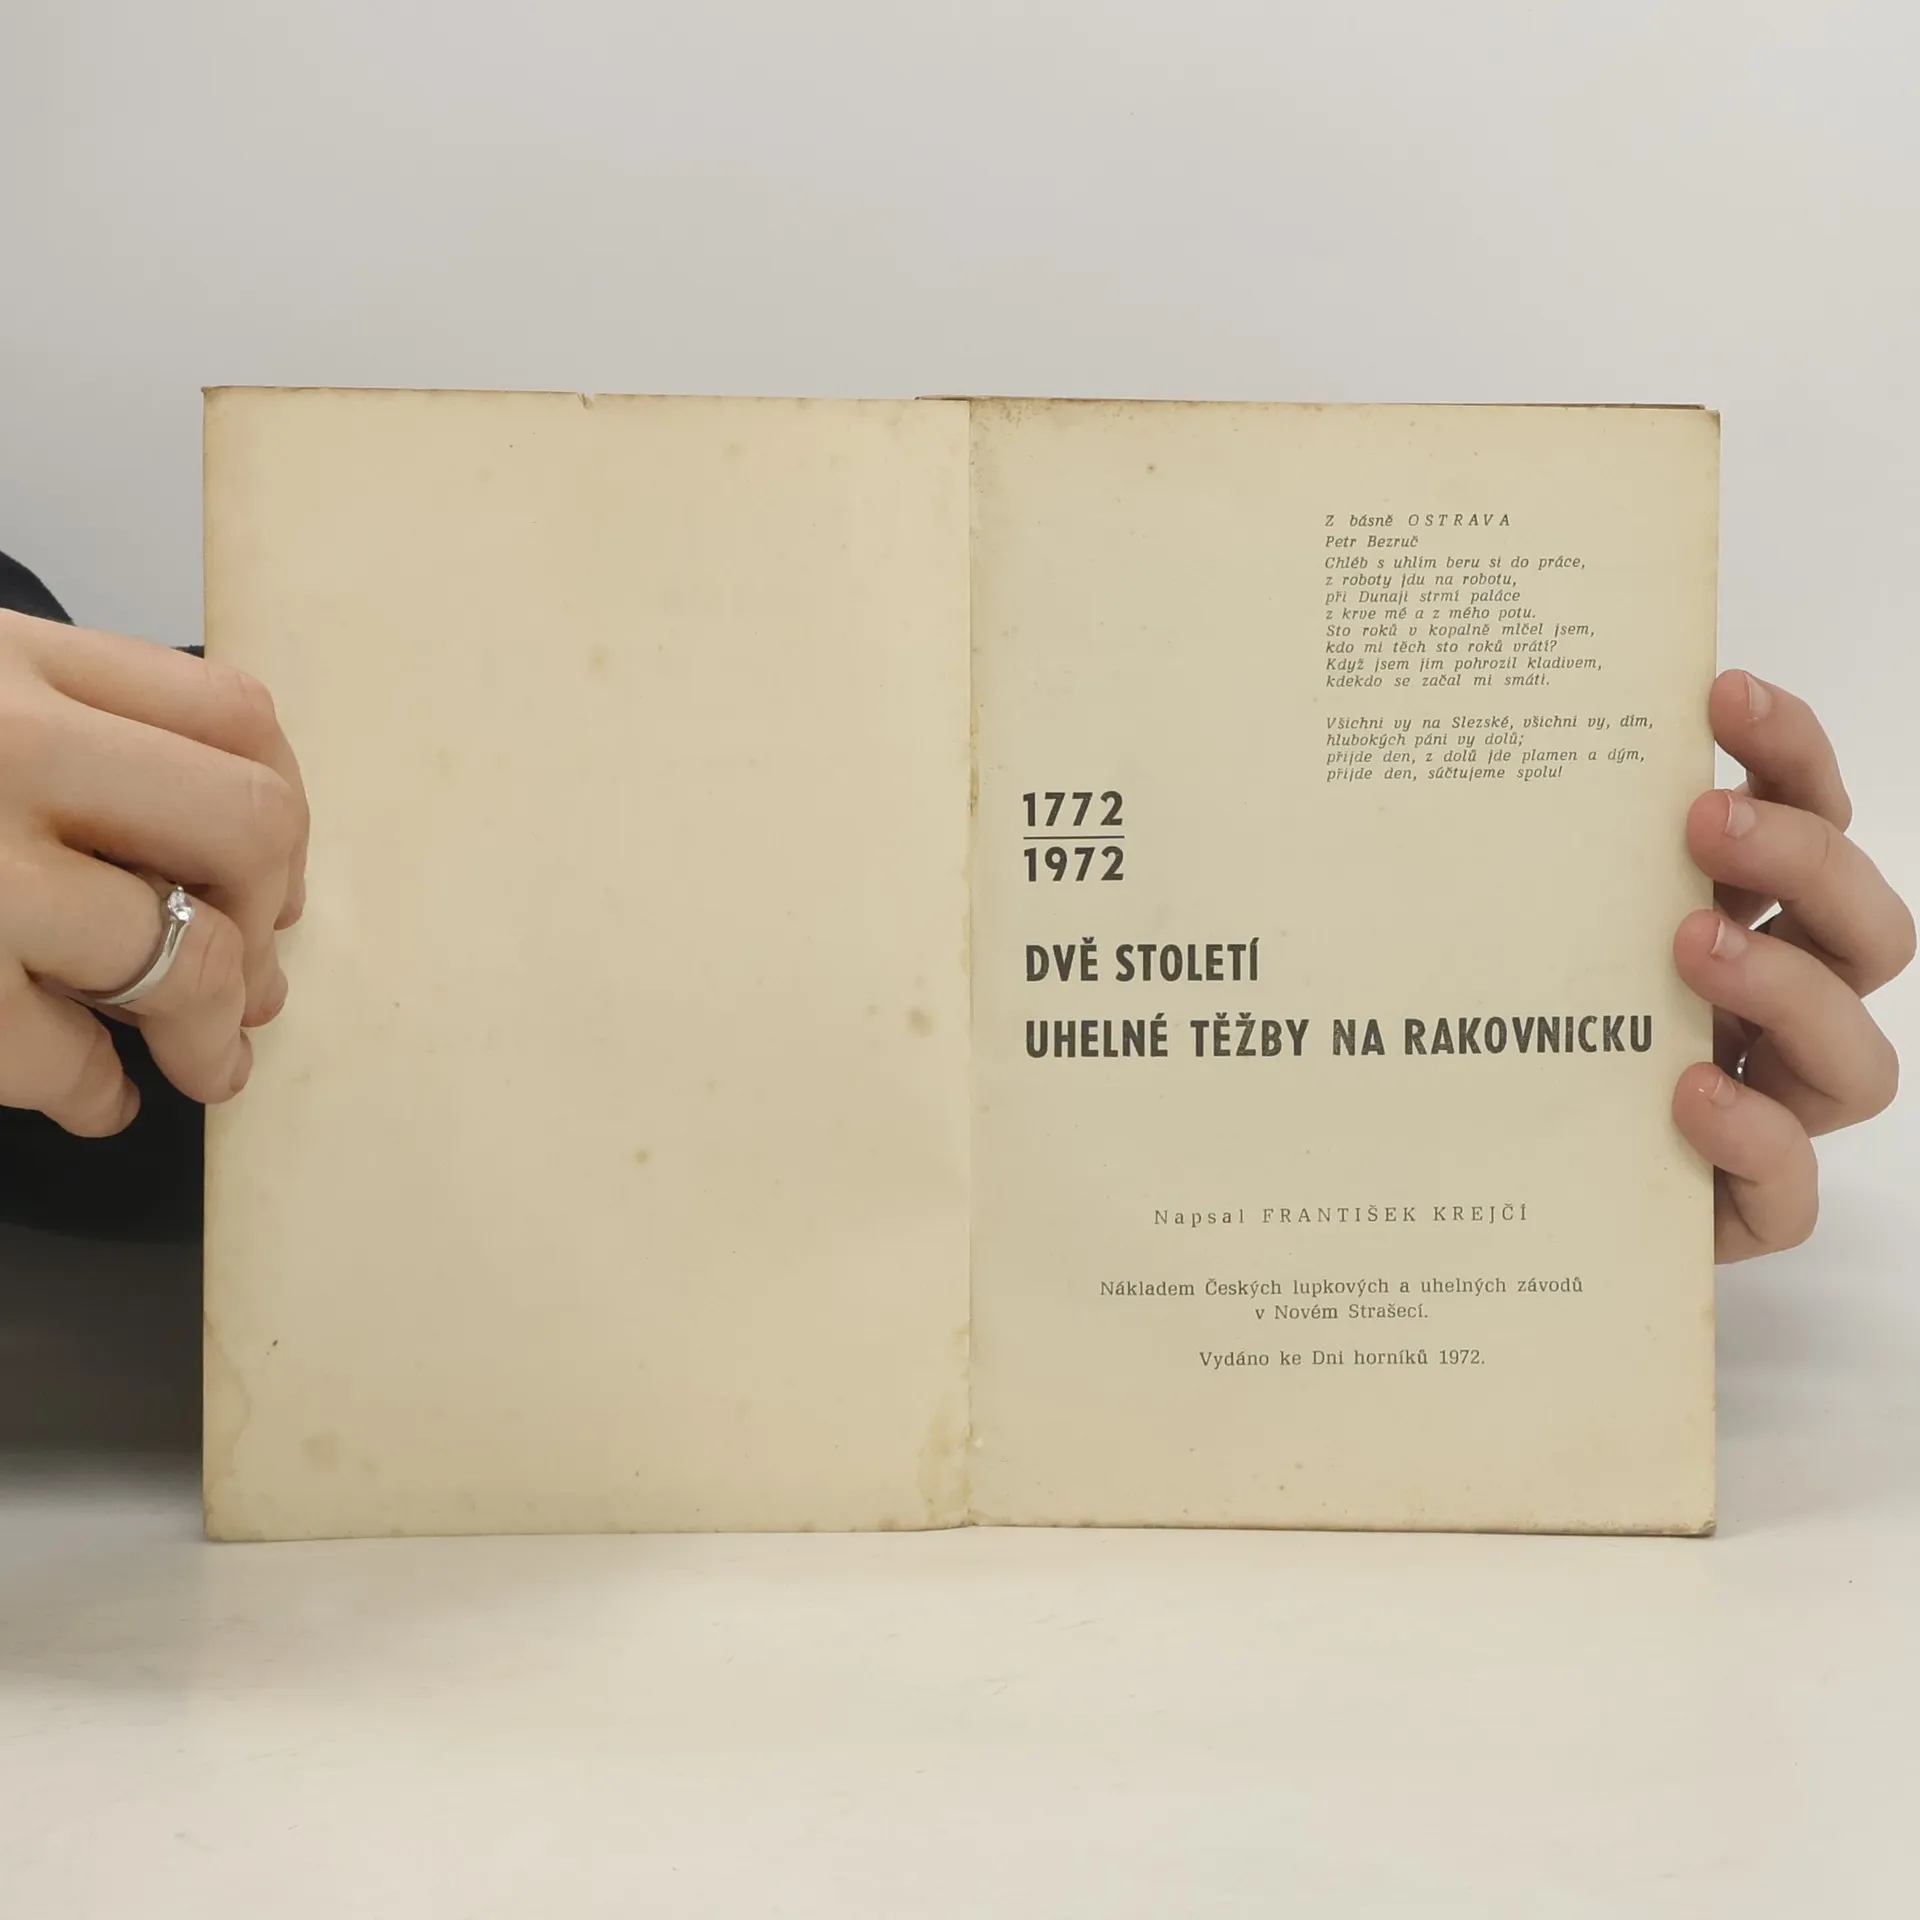 Z básně OSTRAVA
Petr Bezruč
Chléb s uhlím beru si do práce,
z roboty jdu na robotu,
při Dunaji strmí paláce
z krve mé a z mého potu.
Sto roků v kopalně mlčel jsem,
kdo mi těch sto roků vrátí?
Když jsem jim pohrozil kladivem,
kdekdo se začal mi smáti.
Všichni vy na Slezské, všichni vy, dím,
hlubokých páni vy dolů;
přijde den, z dolů jde plamen a dým,
přijde den, súčtujeme spolu!
1772
1972
DVĚ STOLETÍ
UHELNÉ TĚŽBY NA RAKOVNICKU
Napsal FRANTIŠEK KREJČÍ
Nákladem Českých lupkových a uhelných závodů
v Novém Strašecí.
Vydáno ke Dni horníků 1972.